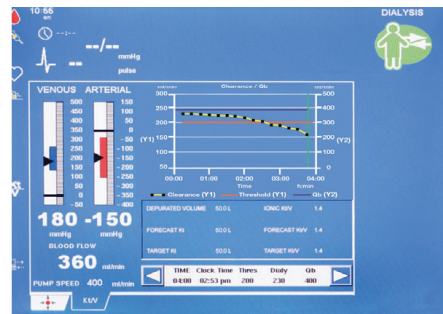 10:55
am
DIALYSIS
--:--
--/--
mmHg
--
pulse
VENOUS ARTERIAL
500 150
450 100
400 50
350 0
300 -50
250 -100
200 -150
150 -200
100 -250
50 -300
0 -350
-50 -400
180 -150
mmHg mmHg
BLOOD FLOW
360 ml/min
PUMP SPEED 400 ml/min
Kt/V
Clearance / Qb
300 500
250 400
200 300
(Y1) (Y2)
150 200
100 100
50 0
00:00 01:00 02:00 03:00 04:00
Time h:min
Clearance (Y1) Threshold (Y1) Qb (Y2)
DEPURATED VOLUME 50.0 L IONIC Kt/V 1.4
FORECAST Kt 50.0 L FORECAST Kt/V 1.4
TARGET Kt 50.0 L TARGET Kt/V 1.4
TIME Clock Time Thres Dialy Qb
04:00 02:53 pm 200 230 400